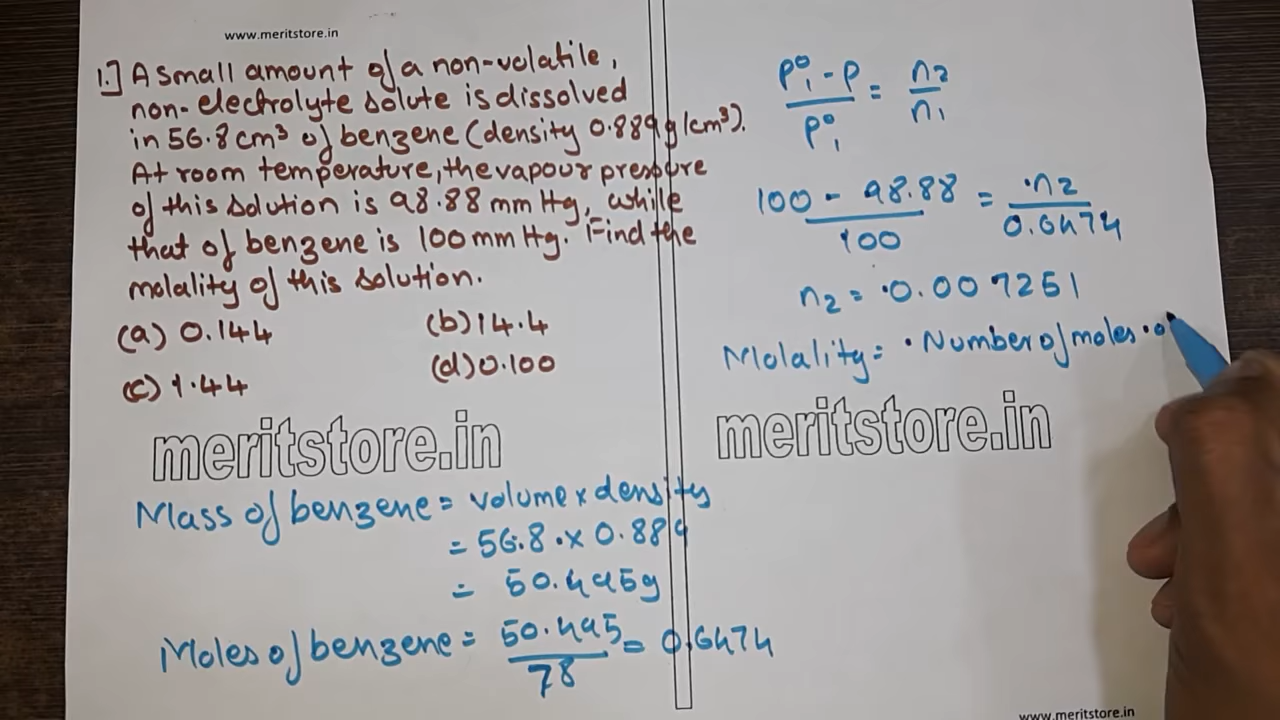 www.meritstore.in
1.] A small amount of a non-volatile,
non-electrolyte solute is dissolved
in 56.8 cm³ of benzene (density 0.889 g/cm³).
At room temperature, the vapour pressure
of this solution is 98.88 mm Hg, while
that of benzene is 100 mm Hg. Find the
molality of this solution.
(a) 0.144
(b) 14.4
(c) 1.44
(d) 0.100
meritstore.in
Mass of benzene = volume × density
= 56.8 × 0.889
= 50.495g
Moles of benzene = 50.495/78 = 0.6474
P°₁ - P / P°₁ = n₂/n₁
100 - 98.88 / 100 = n₂/0.6474
n₂ = 0.007251
Molality = Number of moles o
meritstore.in
www.meritstore.in